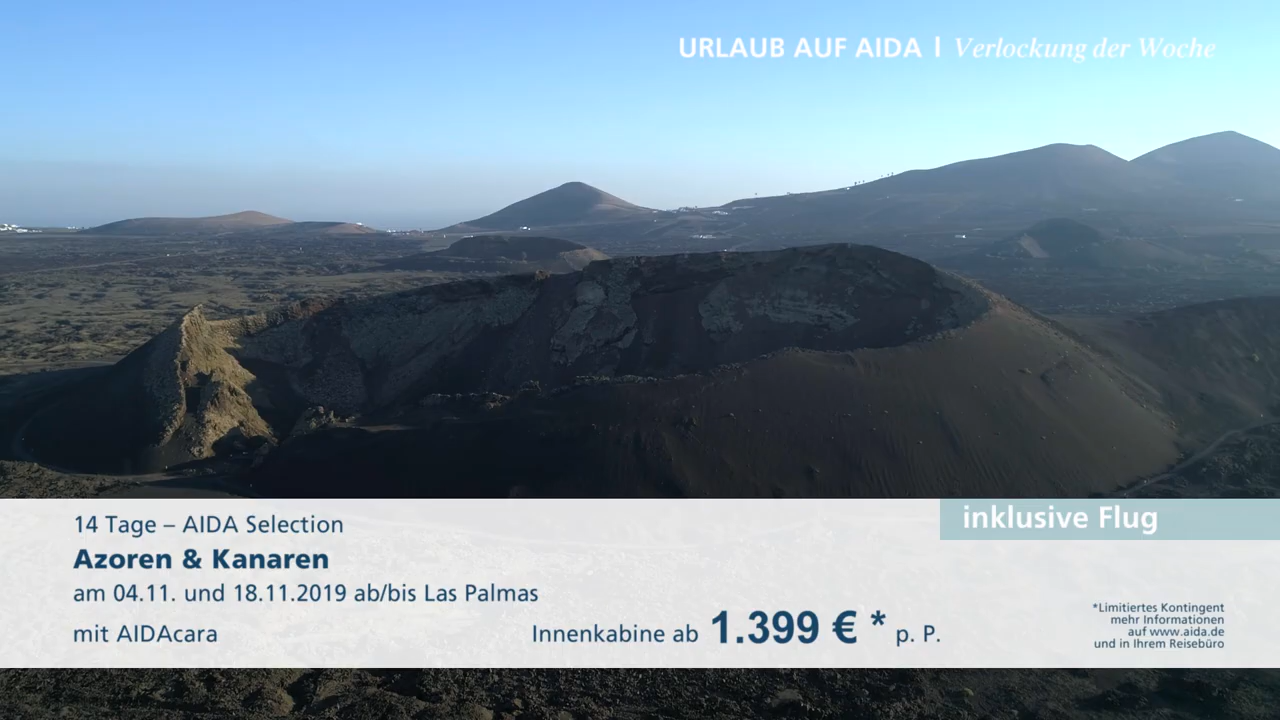 URLAUB AUF AIDA | Verlockung der Woche
14 Tage – AIDA Selection
inklusive Flug
Azoren & Kanaren
am 04.11. und 18.11.2019 ab/bis Las Palmas
mit AIDAcara
Innenkabine ab 1.399 € * p. P.
*Limitiertes Kontingent
mehr Informationen
auf www.aida.de
und in Ihrem Reisebüro